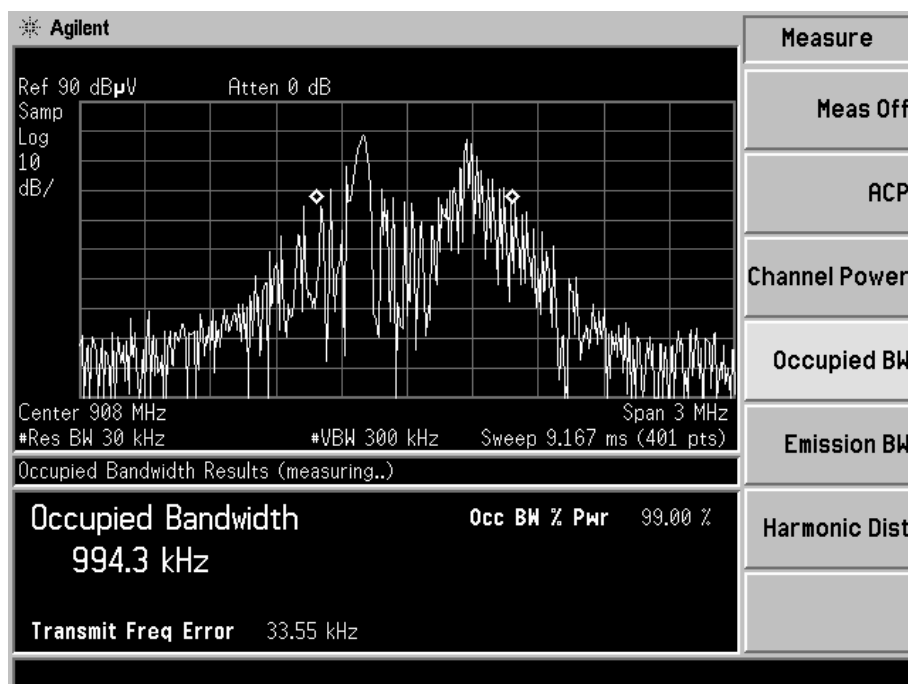 Agilent
Measure
Ref 90 dBµV Atten 0 dB
Samp
Log
10
dB/
Meas Off
ACP
Channel Power
Occupied BW
Center 908 MHz Span 3 MHz
#Res BW 30 kHz #VBW 300 kHz Sweep 9.167 ms (401 pts)
Emission BW
Occupied Bandwidth Results (measuring..)
Occupied Bandwidth Occ BW % Pwr 99.00 %
994.3 kHz
Harmonic Dist
Transmit Freq Error 33.55 kHz